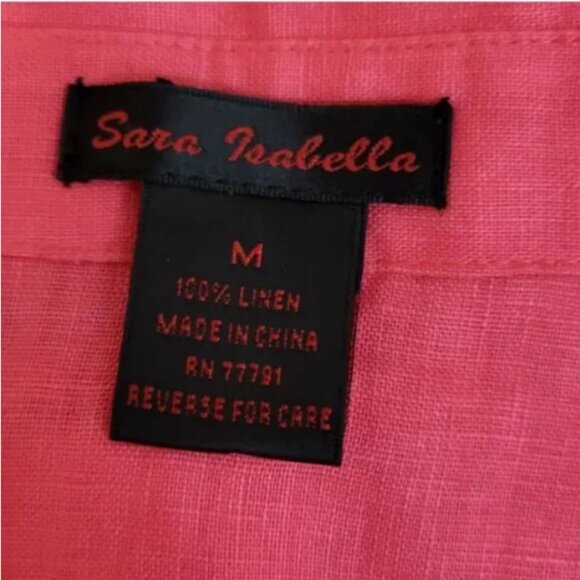 Sara Isabella
M
100% LINEN
MADE IN CHINA
RN 77791
REVERSE FOR CARE